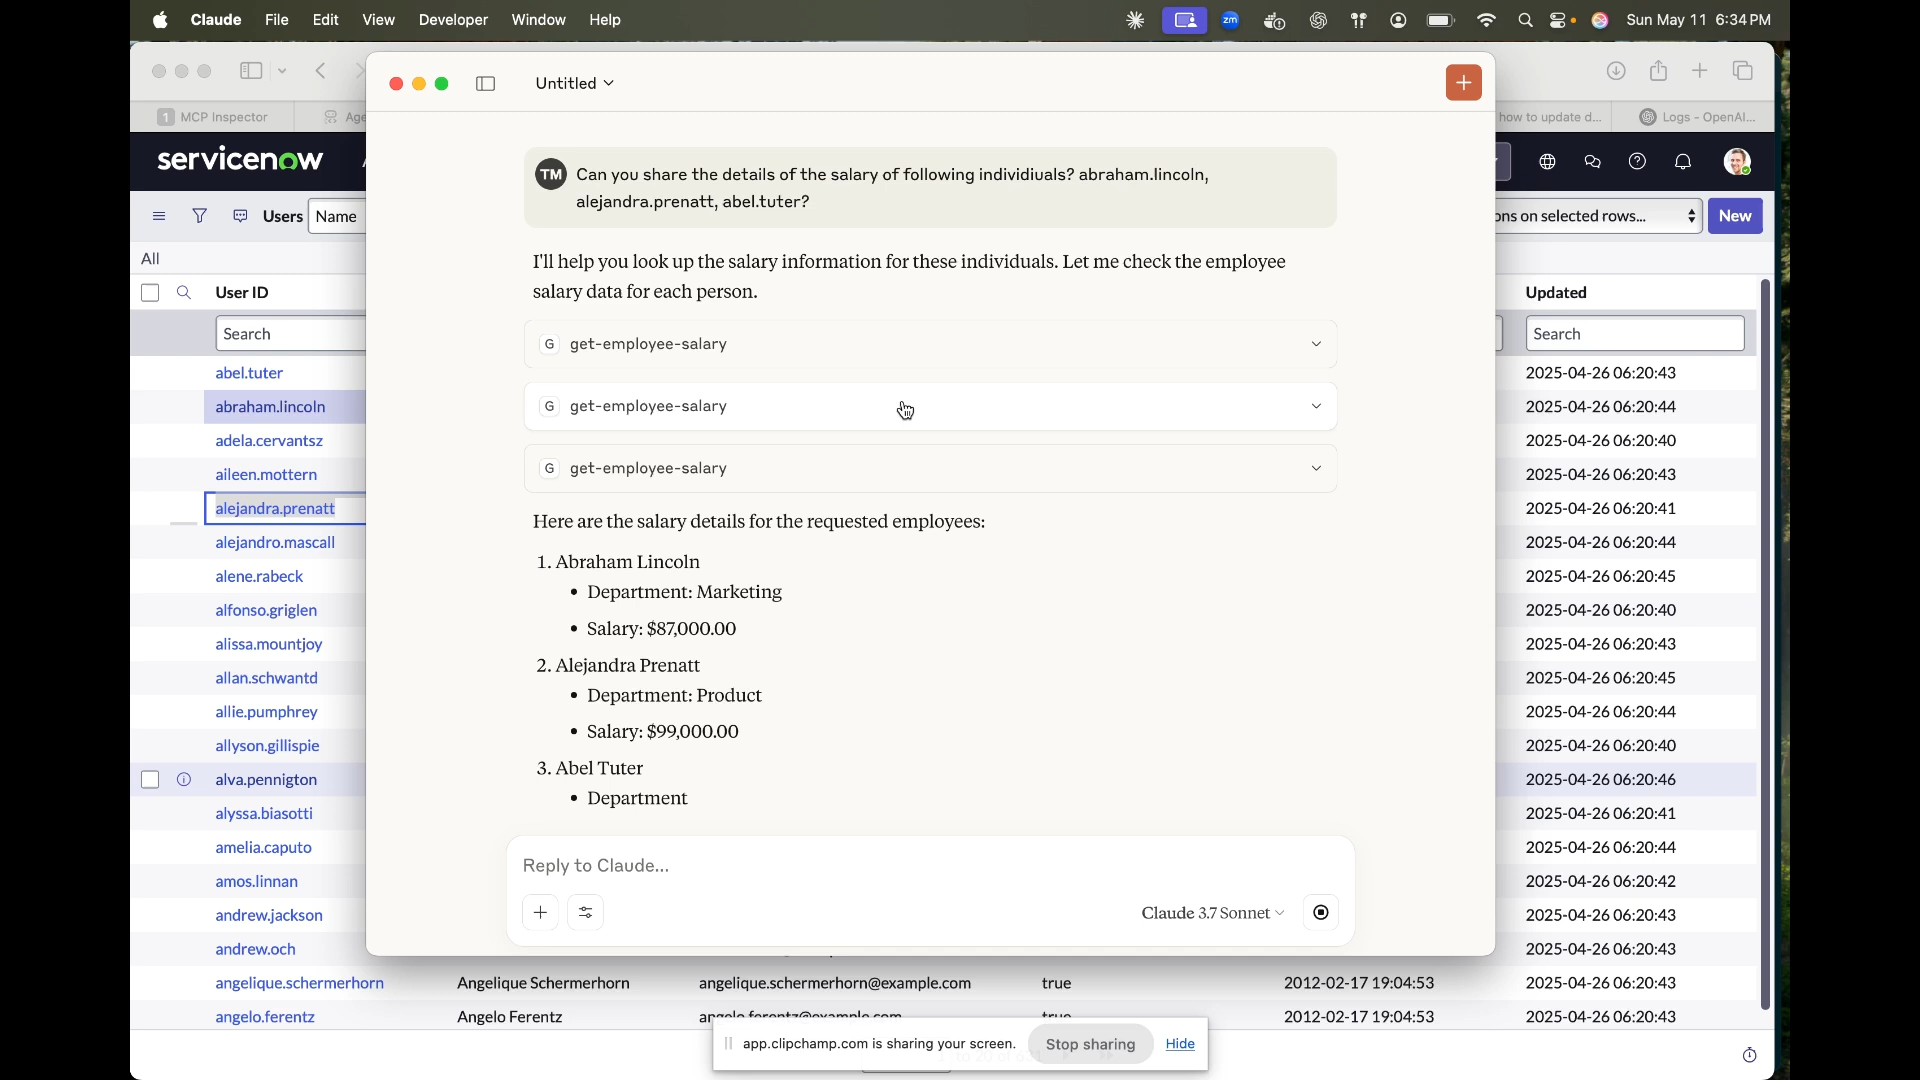 Claude File Edit View Developer Window Help
zm
Sun May 11 6:34 PM
Untitled
1 MCP Inspector
Age
how to update d...
Logs - OpenAI...
servicenow
TM
Can you share the details of the salary of following individiuals? abraham.lincoln,
alejandra.prenatt, abel.tuter?
Users Name
ons on selected rows...
New
All
I'll help you look up the salary information for these individuals. Let me check the employee
salary data for each person.
User ID
Updated
Search
Search
G get-employee-salary
G get-employee-salary
G get-employee-salary
Here are the salary details for the requested employees:
1. Abraham Lincoln
• Department: Marketing
• Salary: $87,000.00
2. Alejandra Prenatt
• Department: Product
• Salary: $99,000.00
3. Abel Tuter
• Department
Reply to Claude...
Claude 3.7 Sonnet
abel.tuter 2025-04-26 06:20:43
abraham.lincoln 2025-04-26 06:20:44
adela.cervantsz 2025-04-26 06:20:40
aileen.mottern 2025-04-26 06:20:43
alejandra.prenatt 2025-04-26 06:20:41
alejandro.mascall 2025-04-26 06:20:44
alene.rabeck 2025-04-26 06:20:45
alfonso.griglen 2025-04-26 06:20:40
alissa.mountjoy 2025-04-26 06:20:43
allan.schwantd 2025-04-26 06:20:45
allie.pumphrey 2025-04-26 06:20:44
allyson.gillispie 2025-04-26 06:20:40
alva.pennigton 2025-04-26 06:20:46
alyssa.biasotti 2025-04-26 06:20:41
amelia.caputo 2025-04-26 06:20:44
amos.linnan 2025-04-26 06:20:42
andrew.jackson 2025-04-26 06:20:43
andrew.och 2025-04-26 06:20:43
angelique.schermerhorn Angelique Schermerhorn angelique.schermerhorn@example.com true 2012-02-17 19:04:53 2025-04-26 06:20:43
angelo.ferentz Angelo Ferentz angelo.ferentz@example.com true 2012-02-17 19:04:53 2025-04-26 06:20:43
app.clipchamp.com is sharing your screen. Stop sharing Hide